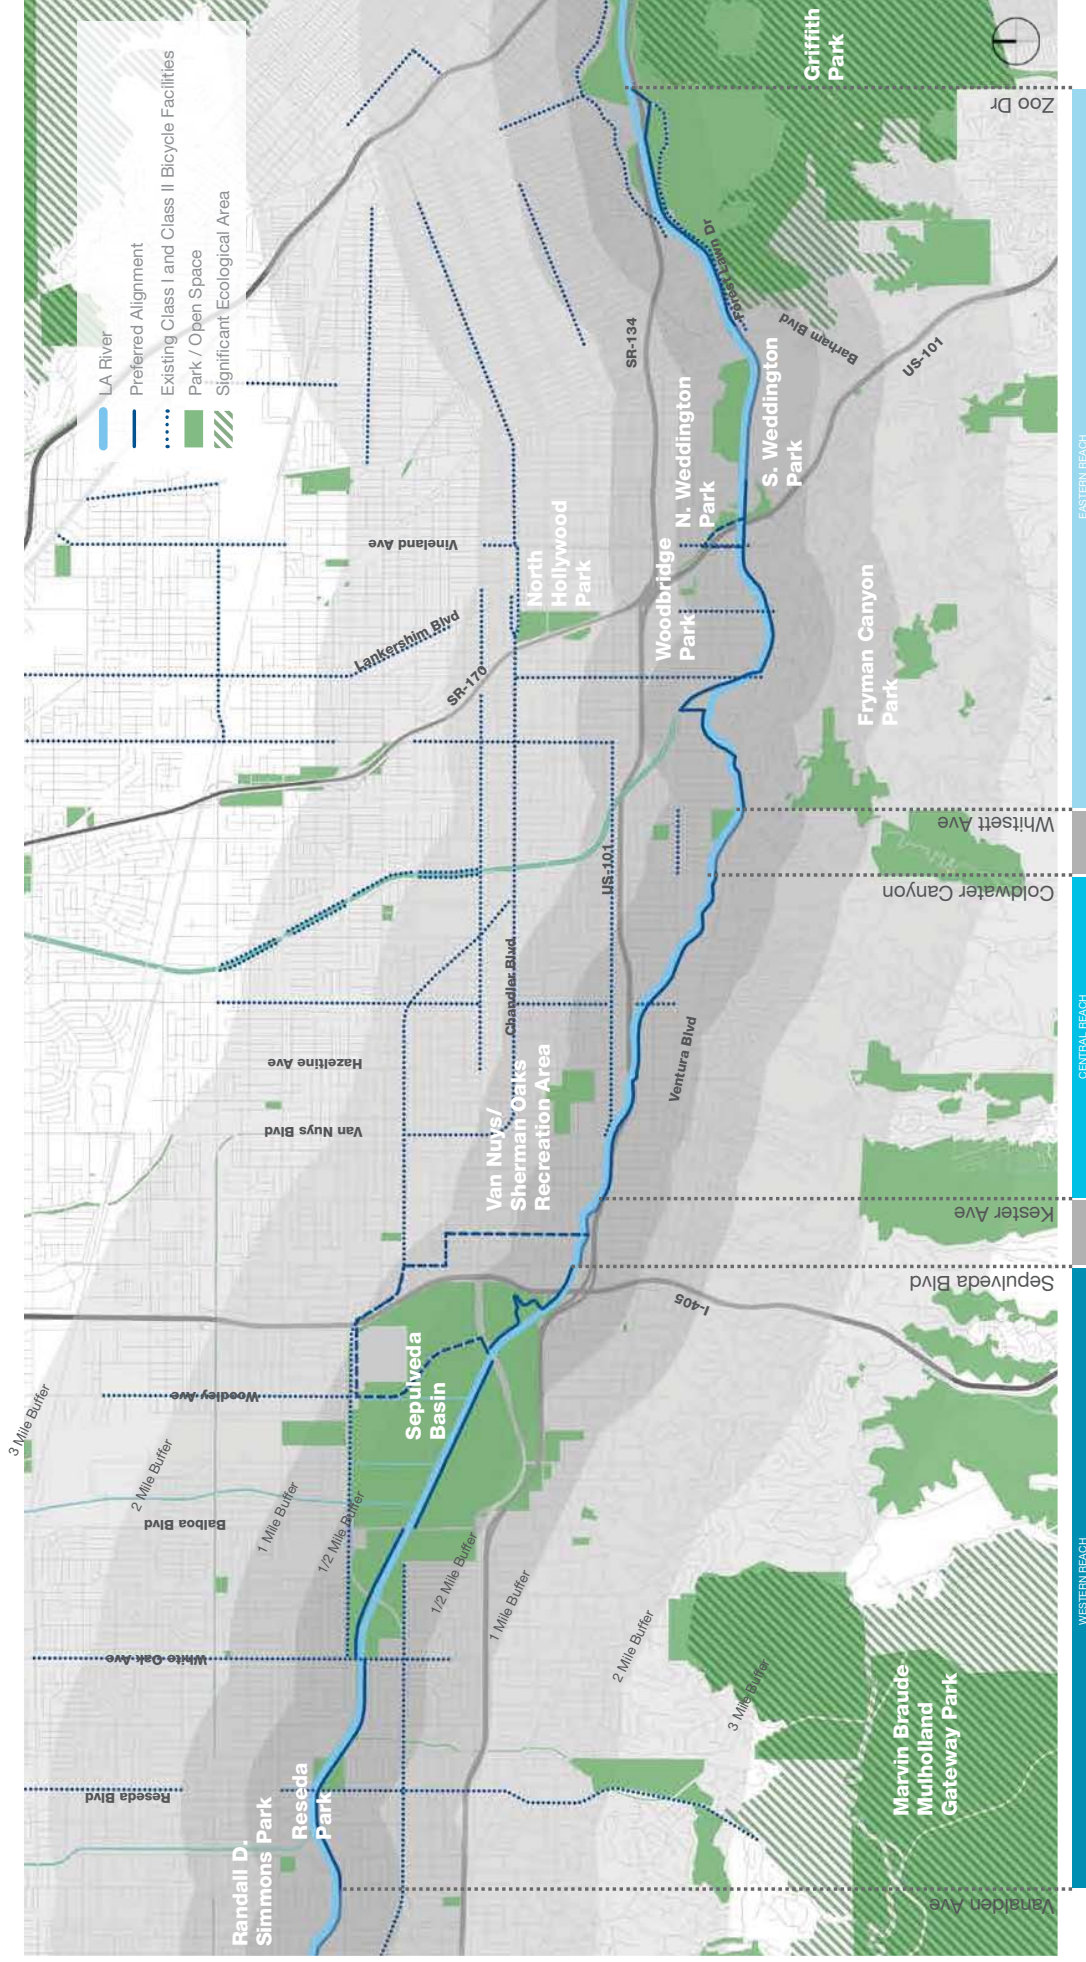 LA River
Preferred Alignment
Existing Class I and Class II Bicycle Facilities
Park / Open Space
Significant Ecological Area
3 Mile Buffer
2 Mile Buffer
1 Mile Buffer
1/2 Mile Buffer
1/2 Mile Buffer
1 Mile Buffer
2 Mile Buffer
3 Mile Buffer
Reseda Blvd
White Oak Ave
Balboa Blvd
Woodley Ave
Van Nuys Blvd
Hazeltine Ave
Lankershim Blvd
Vineland Ave
SR-170
Chandler Blvd
US-101
SR-134
Ventura Blvd
I-405
Forest Lawn Dr
Barham Blvd
US-101
Randall D.
Simmons Park
Reseda
Park
Sepulveda
Basin
Van Nuys/
Sherman Oaks
Recreation Area
North
Hollywood
Park
Woodbridge
Park
N. Weddington
Park
S. Weddington
Park
Griffith
Park
Fryman Canyon
Park
Marvin Braude
Mulholland
Gateway Park
Vanalden Ave
Sepulveda Blvd
Kester Ave
Coldwater Canyon
Whitsett Ave
Zoo Dr
WESTERN REACH
CENTRAL REACH
EASTERN REACH